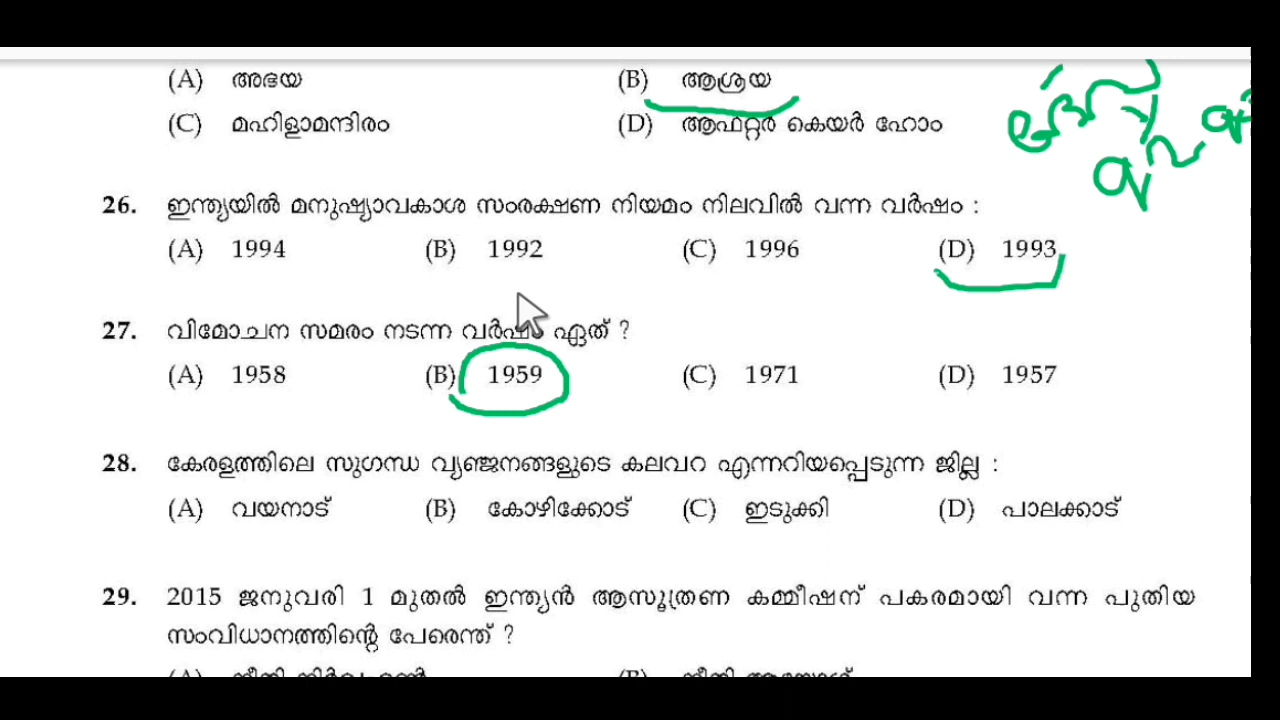 (A) അഭയ (B) ആശ്രയ
(C) മഹിളാമന്ദിരം (D) ആഫ്റ്റർ കെയർ ഹോം
26. ഇന്ത്യയിൽ മനുഷ്യാവകാശ സംരക്ഷണ നിയമം നിലവിൽ വന്ന വർഷം :
(A) 1994 (B) 1992 (C) 1996 (D) 1993
27. വിമോചന സമരം നടന്ന വർഷം ഏത് ?
(A) 1958 (B) 1959 (C) 1971 (D) 1957
28. കേരളത്തിലെ സുഗന്ധ വ്യഞ്ജനങ്ങളുടെ കലവറ എന്നറിയപ്പെടുന്ന ജില്ല :
(A) വയനാട് (B) കോഴിക്കോട് (C) ഇടുക്കി (D) പാലക്കാട്
29. 2015 ജനുവരി 1 മുതൽ ഇന്ത്യൻ ആസൂത്രണ കമ്മീഷന് പകരമായി വന്ന പുതിയ
സംവിധാനത്തിന്റെ പേരെന്ത് ?